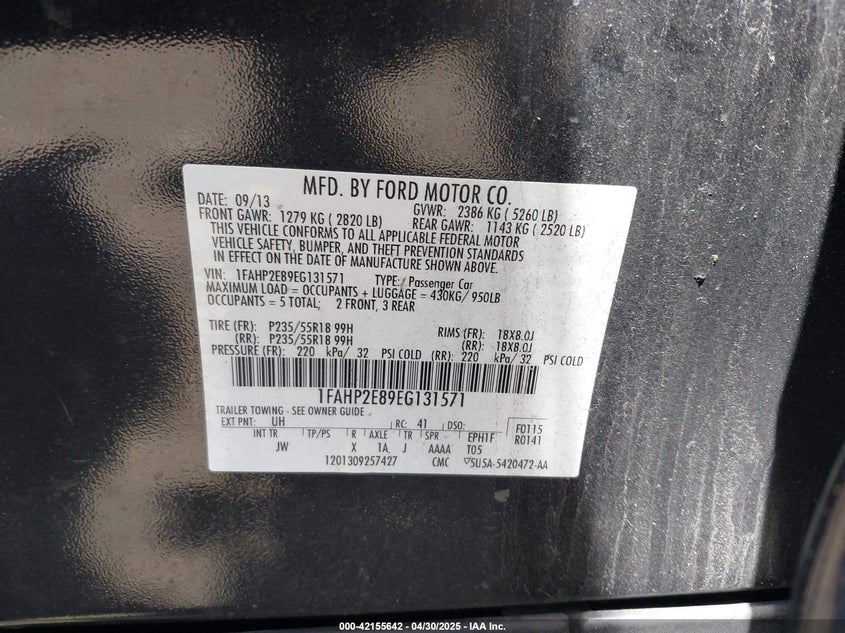 MFD. BY FORD MOTOR CO.
DATE: 09/13 GVWR: 2386 KG ( 5260 LB)
FRONT GAWR: 1279 KG ( 2820 LB) REAR GAWR: 1143 KG ( 2520 LB)
THIS VEHICLE CONFORMS TO ALL APPLICABLE FEDERAL MOTOR
VEHICLE SAFETY, BUMPER, AND THEFT PREVENTION STANDARDS
IN EFFECT ON THE DATE OF MANUFACTURE SHOWN ABOVE.
VIN: 1FAHP2E89EG131571 TYPE: Passenger Car
MAXIMUM LOAD = OCCUPANTS + LUGGAGE = 430KG/ 950LB
OCCUPANTS = 5 TOTAL; 2 FRONT, 3 REAR
TIRE (FR): P235/55R18 99H RIMS (FR): 18X8.0J
(RR): P235/55R18 99H (RR): 18X8.0J
PRESSURE (FR): 220 kPa/ 32 PSI COLD (RR): 220 kPa/ 32 PSI COLD
1FAHP2E89EG131571
TRAILER TOWING - SEE OWNER GUIDE
EXT PNT: UH RC: 41 DSO: F0115
INT TR TP/PS R AXLE TR SPR EPH1F R0141
JW X 1A J AAAA T05
1201309257427 CMC ▽5U5A-5420472-AA
000-42155642 - 04/30/2025 - IAA Inc.